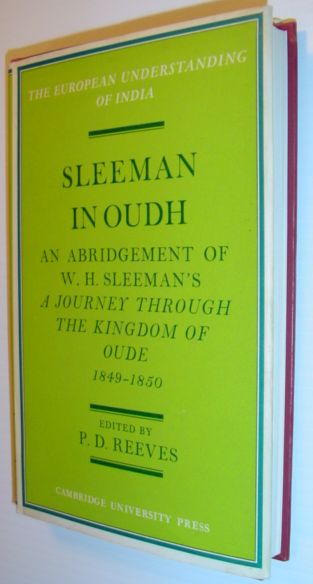 THE EUROPEAN UNDERSTANDING
OF INDIA
SLEEMAN
IN OUDH
AN ABRIDGEMENT OF
W. H. SLEEMAN'S
A JOURNEY THROUGH
THE KINGDOM OF
OUDE
1849-1850
EDITED BY
P. D. REEVES
CAMBRIDGE UNIVERSITY PRESS